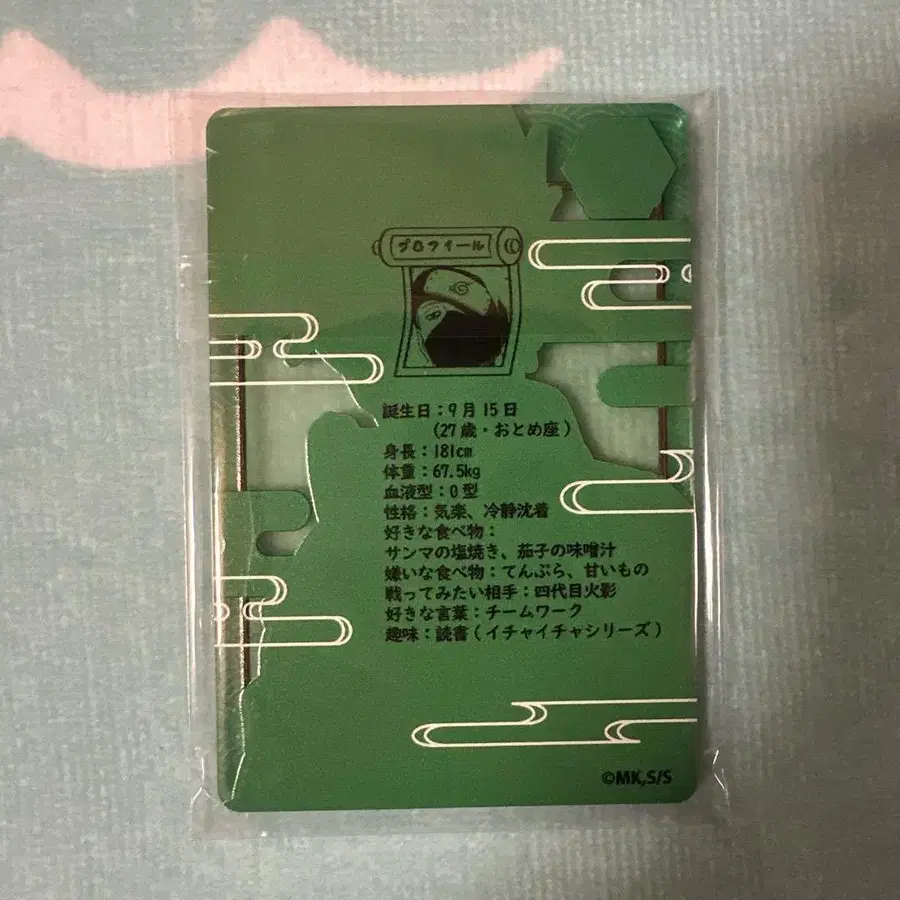 プロフィール
誕生日：9月15日
(27歳・おとめ座)
身長：181cm
体重：67.5kg
血液型：O型
性格：気楽、冷静沈着
好きな食べ物：
サンマの塩焼き、茄子の味噌汁
嫌いな食べ物：てんぷら、甘いもの
戦ってみたい相手：四代目火影
好きな言葉：チームワーク
趣味：読書(イチャイチャシリーズ)
©MK,S/S